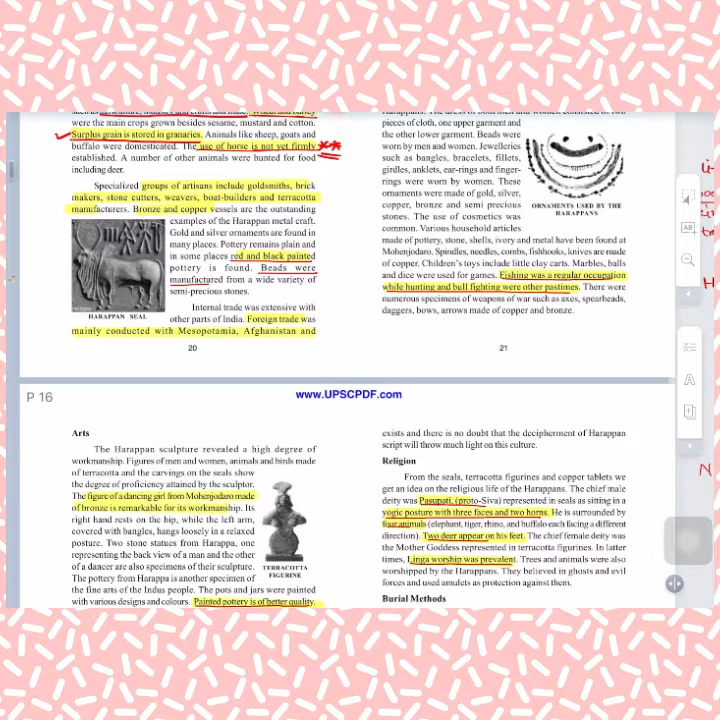 were the main crops grown besides sesame, mustard and cotton.
Surplus grain is stored in granaries. Animals like sheep, goats and
buffalo were domesticated. The use of horse is not yet firmly
established. A number of other animals were hunted for food
including deer.
Specialized groups of artisans include goldsmiths, brick
makers, stone cutters, weavers, boat-builders and terracotta
manufacturers. Bronze and copper vessels are the outstanding
examples of the Harappan metal craft.
Gold and silver ornaments are found in
many places. Pottery remains plain and
in some places red and black painted
pottery is found. Beads were
manufactured from a wide variety of
semi-precious stones.
HARAPPAN SEAL
Internal trade was extensive with
other parts of India. Foreign trade was
mainly conducted with Mesopotamia, Afghanistan and
20
pieces of cloth, one upper garment and
the other lower garment. Beads were
worn by men and women. Jewelleries
such as bangles, bracelets, fillets,
girdles, anklets, ear-rings and finger-
rings were worn by women. These
ornaments were made of gold, silver,
copper, bronze and semi precious
stones. The use of cosmetics was
common. Various household articles
ORNAMENTS USED BY THE
HARAPPANS
made of pottery, stone, shells, ivory and metal have been found at
Mohenjodaro. Spindles, needles, combs, fishhooks, knives are made
of copper. Children's toys include little clay carts. Marbles, balls
and dice were used for games. Fishing was a regular occupation
while hunting and bull fighting were other pastimes. There were
numerous specimens of weapons of war such as axes, spearheads,
daggers, bows, arrows made of copper and bronze.
21
P 16
www.UPSCPDF.com
Arts
The Harappan sculpture revealed a high degree of
workmanship. Figures of men and women, animals and birds made
of terracotta and the carvings on the seals show
the degree of proficiency attained by the sculptor.
The figure of a dancing girl from Mohenjodaro made
of bronze is remarkable for its workmanship. Its
right hand rests on the hip, while the left arm,
covered with bangles, hangs loosely in a relaxed
posture. Two stone statues from Harappa, one
representing the back view of a man and the other
of a dancer are also specimens of their sculpture.
The pottery from Harappa is another specimen of
the fine arts of the Indus people. The pots and jars were painted
with various designs and colours. Painted pottery is of better quality.
TERRACOTTA
FIGURINE
exists and there is no doubt that the decipherment of Harappan
script will throw much light on this culture.
Religion
From the seals, terracotta figurines and copper tablets we
get an idea on the religious life of the Harappans. The chief male
deity was Pasupati, (proto-Siva) represented in seals as sitting in a
yogic posture with three faces and two horns. He is surrounded by
four animals (elephant, tiger, rhino, and buffalo each facing a different
direction). Two deer appear on his feet. The chief female deity was
the Mother Goddess represented in terracotta figurines. In latter
times, Linga worship was prevalent. Trees and animals were also
worshipped by the Harappans. They believed in ghosts and evil
forces and used amulets as protection against them.
Burial Methods